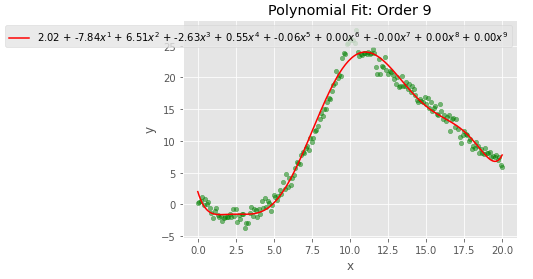 Polynomial Fit: Order 9
2.02 + -7.84x¹ + 6.51x² + -2.63x³ + 0.55x⁴ + -0.06x⁵ + 0.00x⁶ + -0.00x⁷ + 0.00x⁸ + 0.00x⁹
25
20
15
10
5
0
−5
y
0.0 2.5 5.0 7.5 10.0 12.5 15.0 17.5 20.0
x